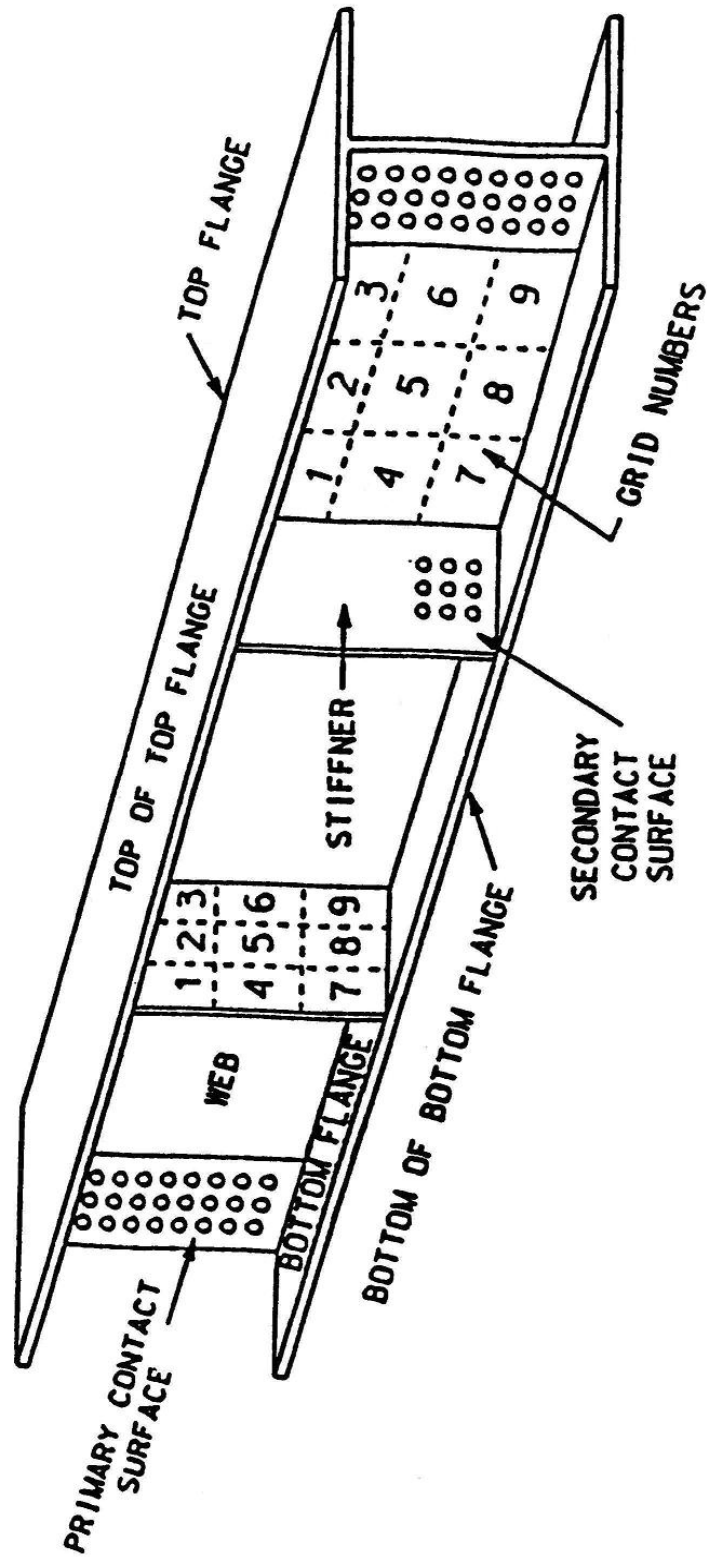 TOP FLANGE
TOP OF TOP FLANGE
PRIMARY CONTACT
SURFACE
WEB
1 2 3
4 5 6
7 8 9
STIFFNER
1 2 3
4 5 6
7 8 9
BOTTOM FLANGE
BOTTOM OF BOTTOM FLANGE
SECONDARY
CONTACT
SURFACE
GRID NUMBERS